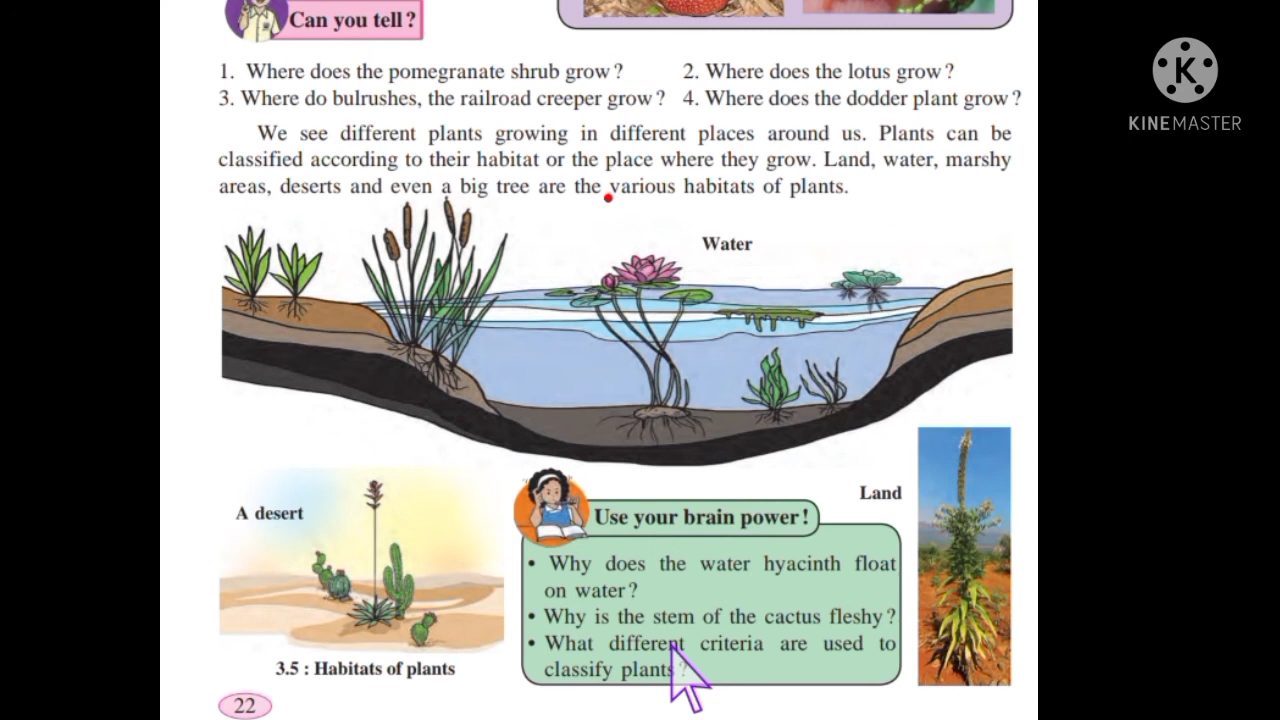 Can you tell?
1. Where does the pomegranate shrub grow? 2. Where does the lotus grow?
3. Where do bulrushes, the railroad creeper grow? 4. Where does the dodder plant grow?
We see different plants growing in different places around us. Plants can be
classified according to their habitat or the place where they grow. Land, water, marshy
areas, deserts and even a big tree are the various habitats of plants.
Water
A desert
3.5 : Habitats of plants
Land
Use your brain power!
• Why does the water hyacinth float
on water?
• Why is the stem of the cactus fleshy?
• What different criteria are used to
classify plants?
22
K
KINEMASTER